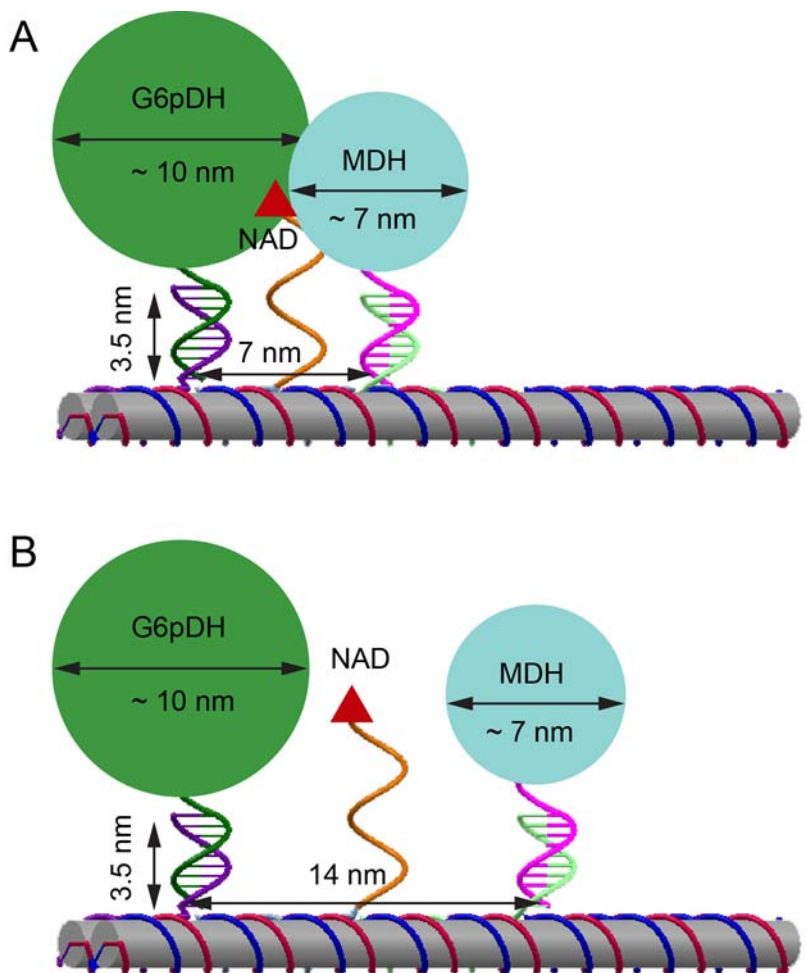 A
G6pDH
~ 10 nm
MDH
~ 7 nm
NAD
3.5 nm
7 nm
B
G6pDH
~ 10 nm
NAD
MDH
~ 7 nm
3.5 nm
14 nm